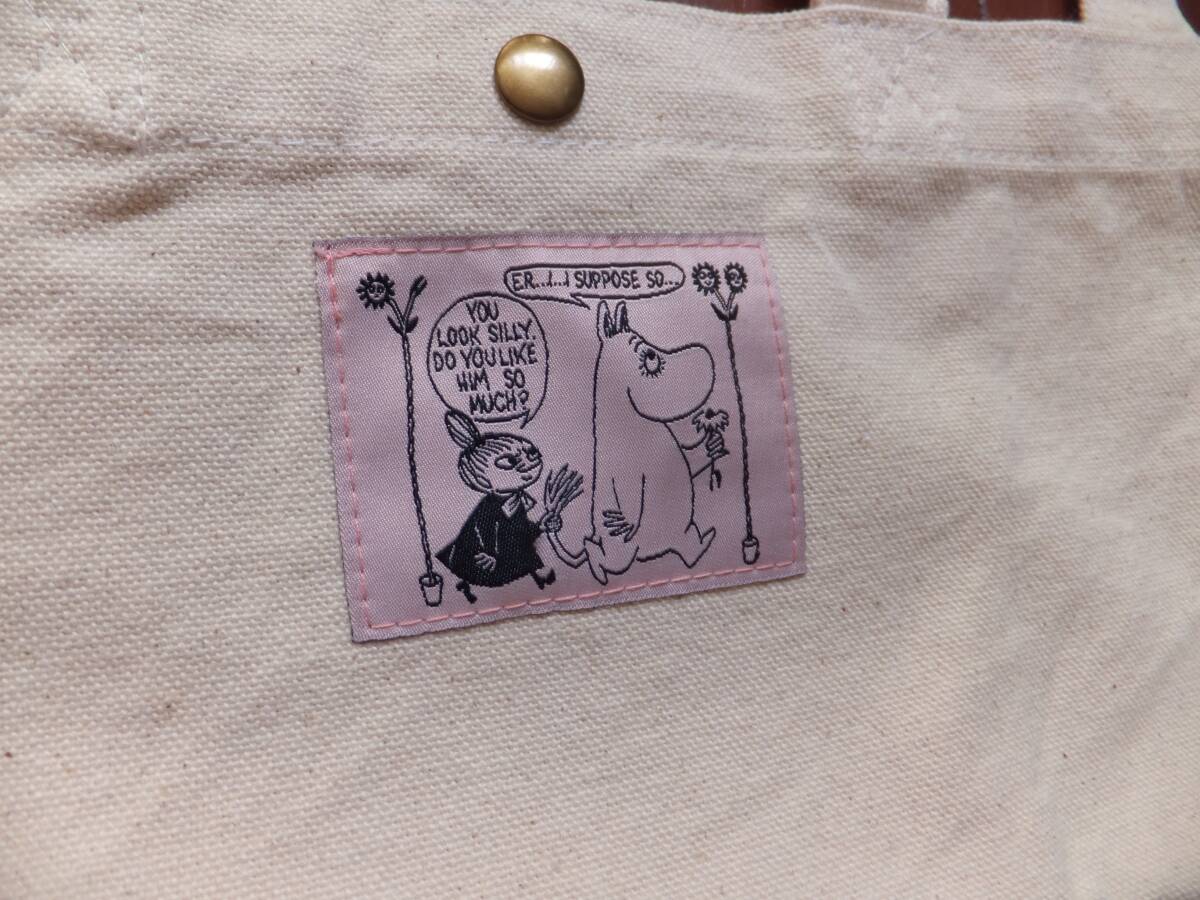 YOU
LOOK SILLY.
DO YOU LIKE
HIM SO
MUCH?
ER...I...I SUPPOSE SO...